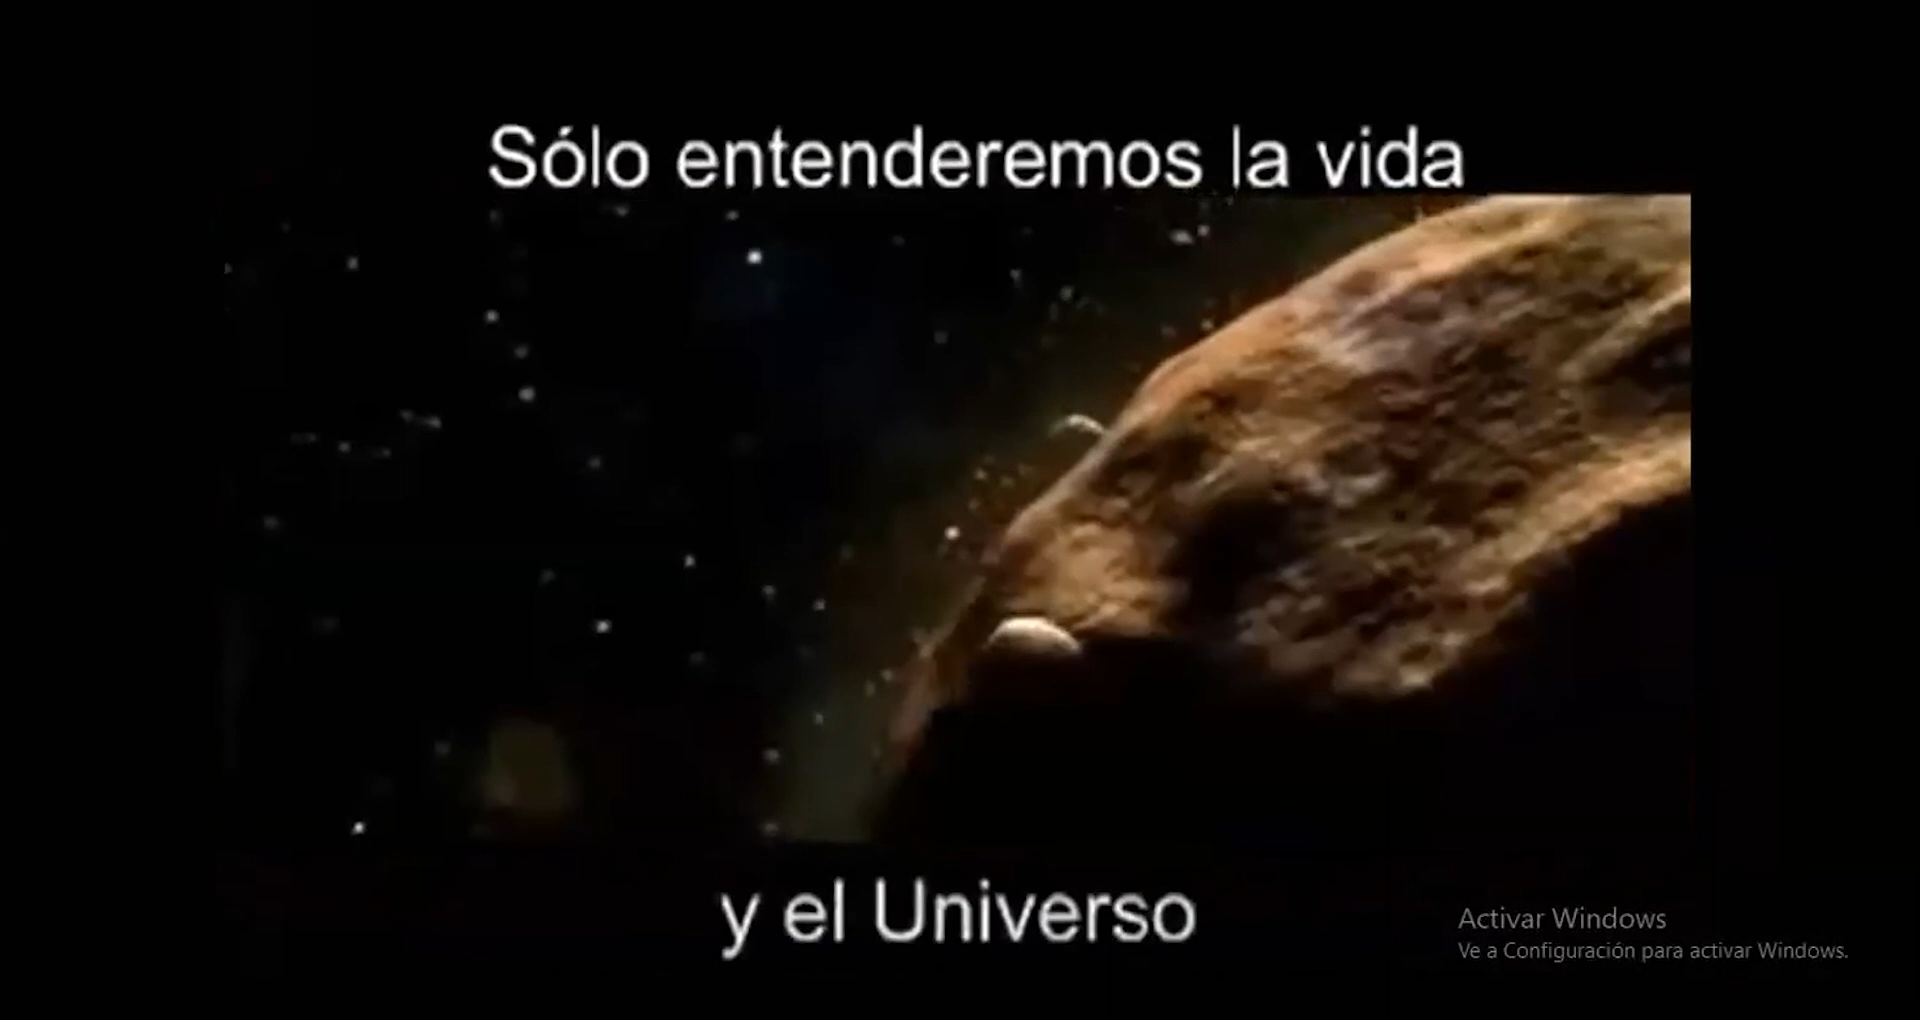 Sólo entenderemos la vida
y el Universo
Activar Windows
Ve a Configuración para activar Windows.